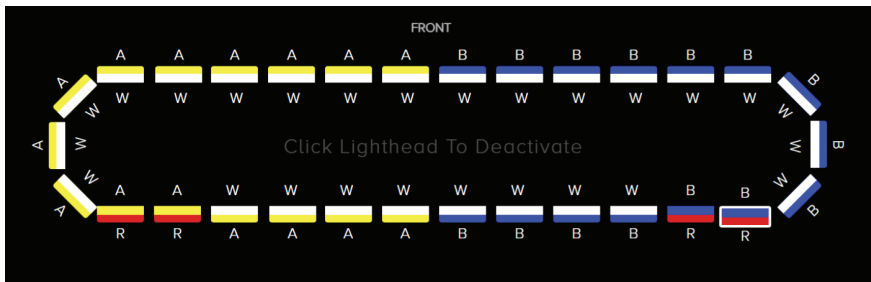 FRONT
A A A A A A B B B B B B
A W W W W W W W W W W W W W B
W W
A W Click Lighthead To Deactivate W B
W W
A A A W W W W W W W W B B B
R R A A A A B B B B R R